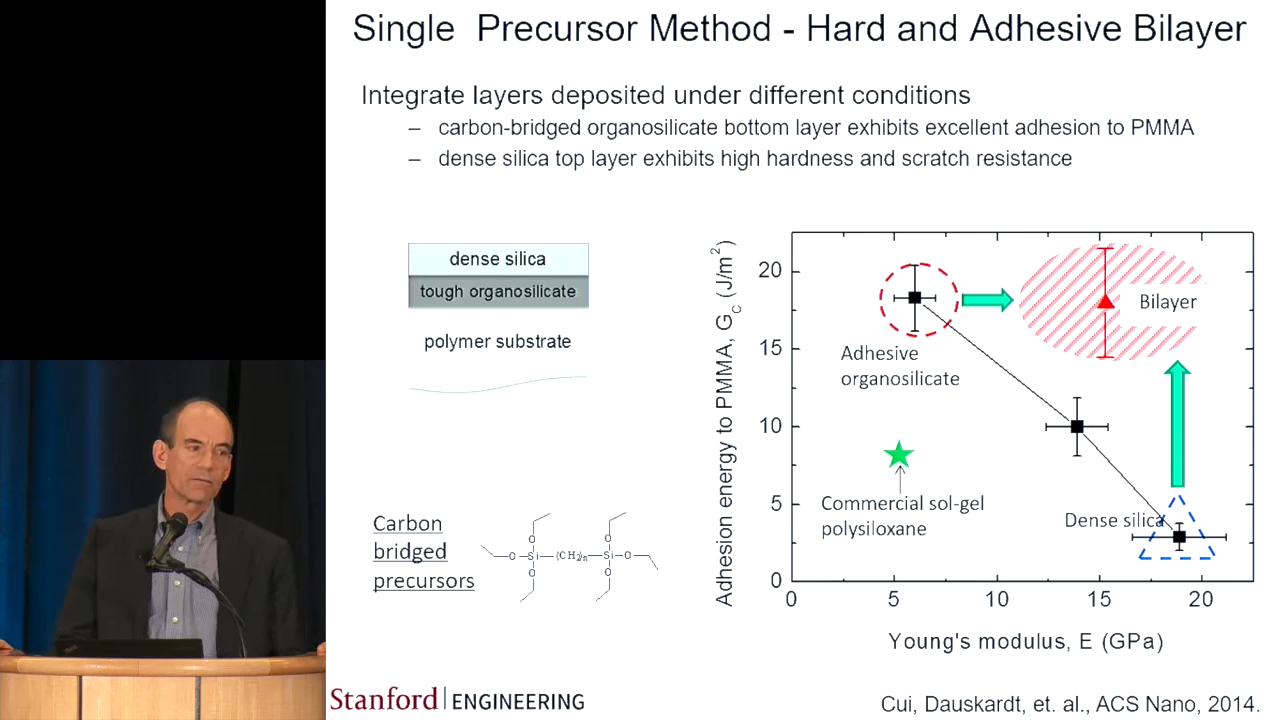 Single Precursor Method - Hard and Adhesive Bilayer
Integrate layers deposited under different conditions
– carbon-bridged organosilicate bottom layer exhibits excellent adhesion to PMMA
– dense silica top layer exhibits high hardness and scratch resistance
dense silica
tough organosilicate
polymer substrate
Carbon
bridged
precursors
O
O
O
Si
(CH₂)n
Si
O
O
O
Adhesion energy to PMMA, G_C (J/m²)
20
15
10
5
0
0 5 10 15 20
Young's modulus, E (GPa)
Bilayer
Adhesive
organosilicate
Commercial sol-gel
polysiloxane
Dense silica
Stanford | ENGINEERING
Cui, Dauskardt, et. al., ACS Nano, 2014.